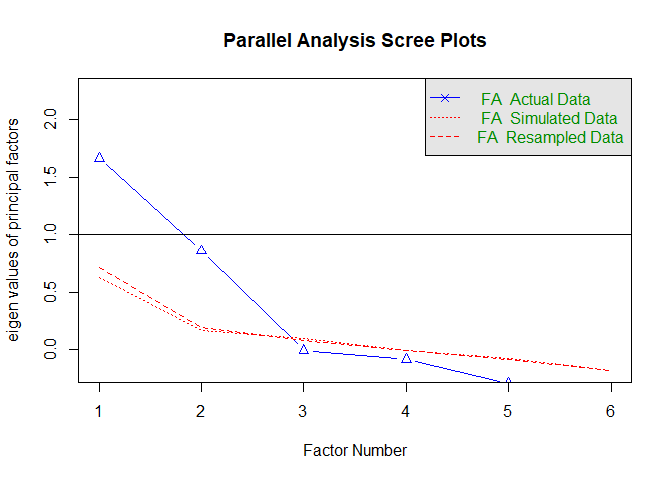 Parallel Analysis Scree Plots
FA Actual Data
FA Simulated Data
FA Resampled Data
eigen values of principal factors
2.0
1.5
1.0
0.5
0.0
1 2 3 4 5 6
Factor Number